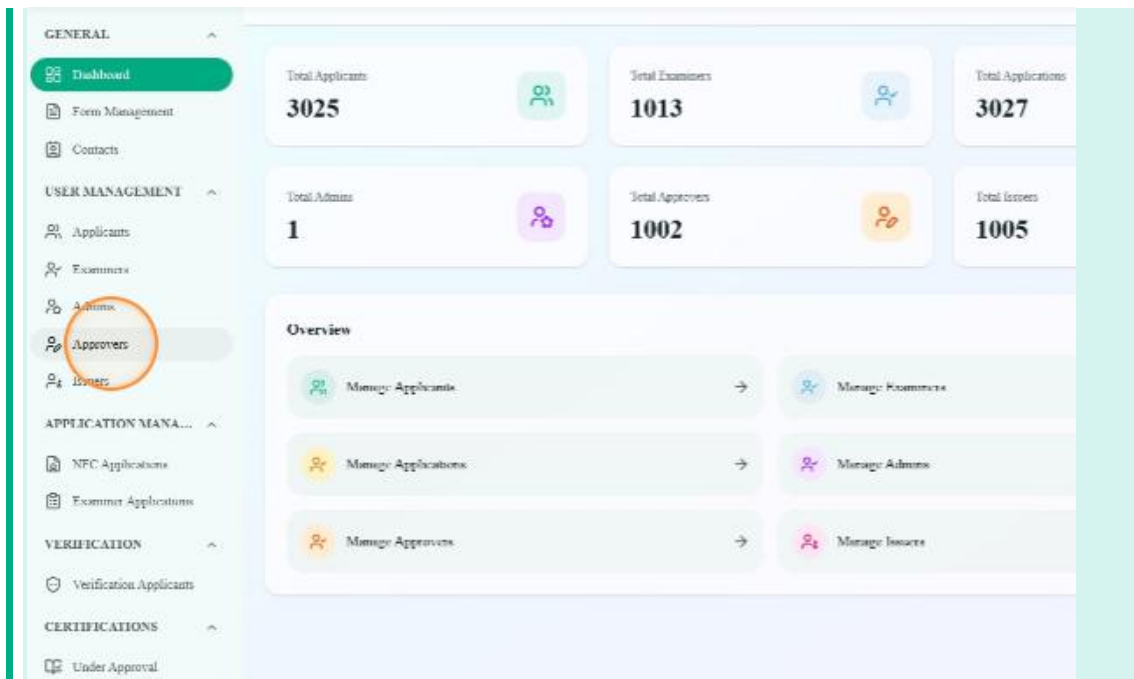 GENERAL
Dashboard
Form Management
Contacts
USER MANAGEMENT
Applicants
Examiners
Admins
Approvers
Issuers
APPLICATION MANA...
NFC Applications
Examiner Applications
VERIFICATION
Verification Applicants
CERTIFICATIONS
Under Approval
Total Applicants
3025
Total Examiners
1013
Total Applications
3027
Total Admins
1
Total Approvers
1002
Total Issuers
1005
Overview
Manage Applicants
Manage Examiners
Manage Applications
Manage Admins
Manage Approvers
Manage Issuers